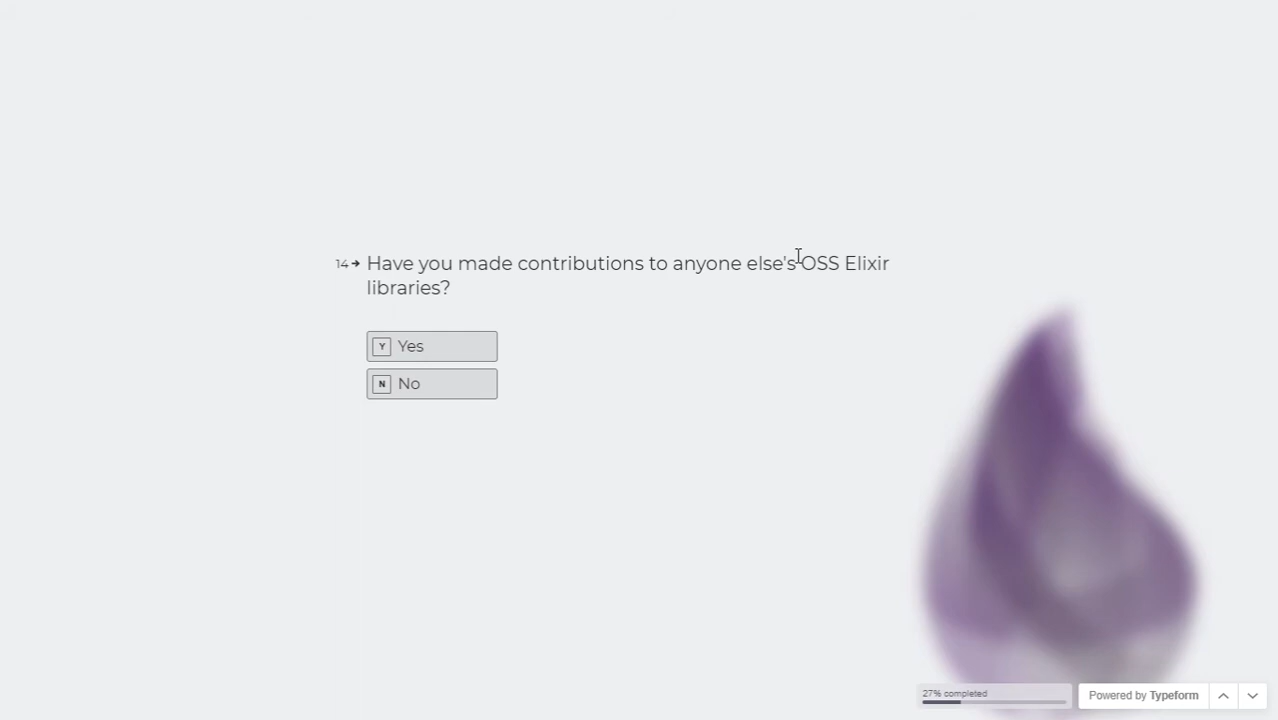 14 Have you made contributions to anyone else's OSS Elixir
libraries?
Y Yes
N No
27% completed
Powered by Typeform